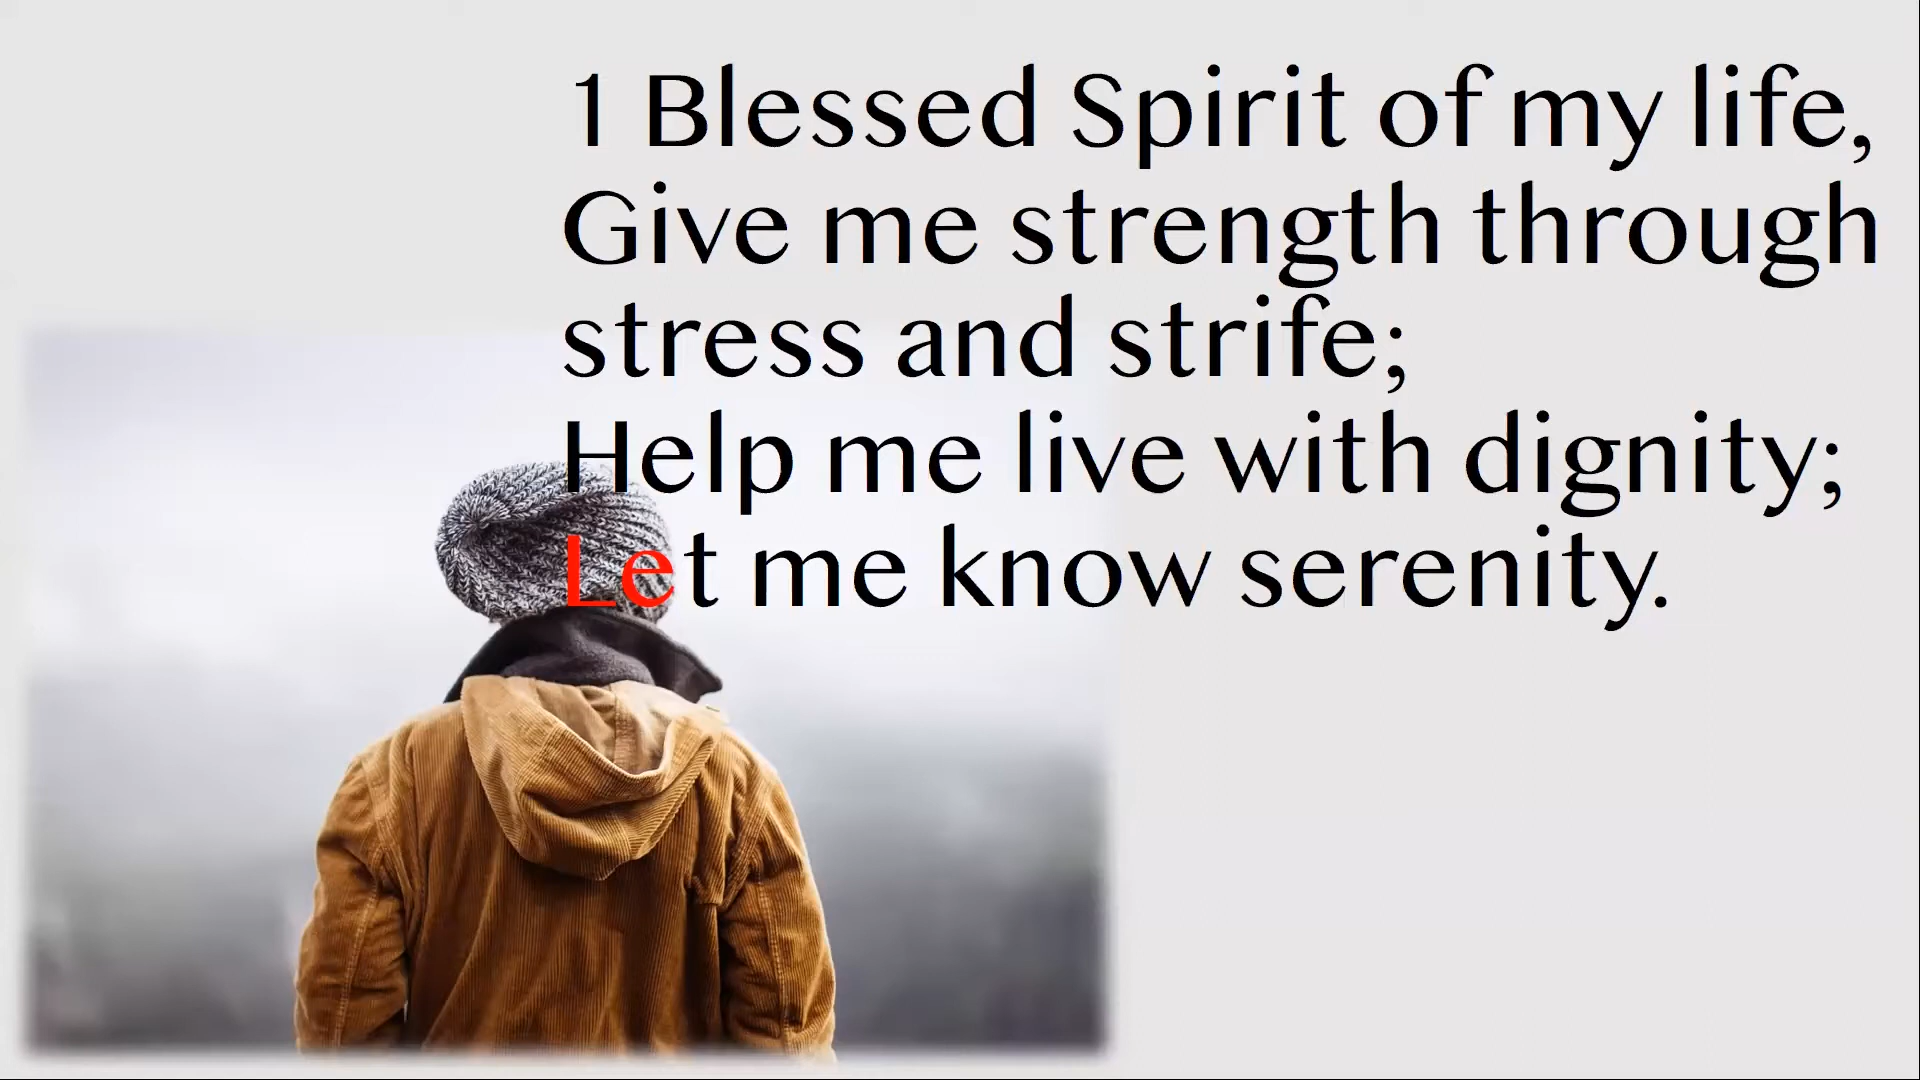 1 Blessed Spirit of my life,
Give me strength through
stress and strife;
Help me live with dignity;
Let me know serenity.